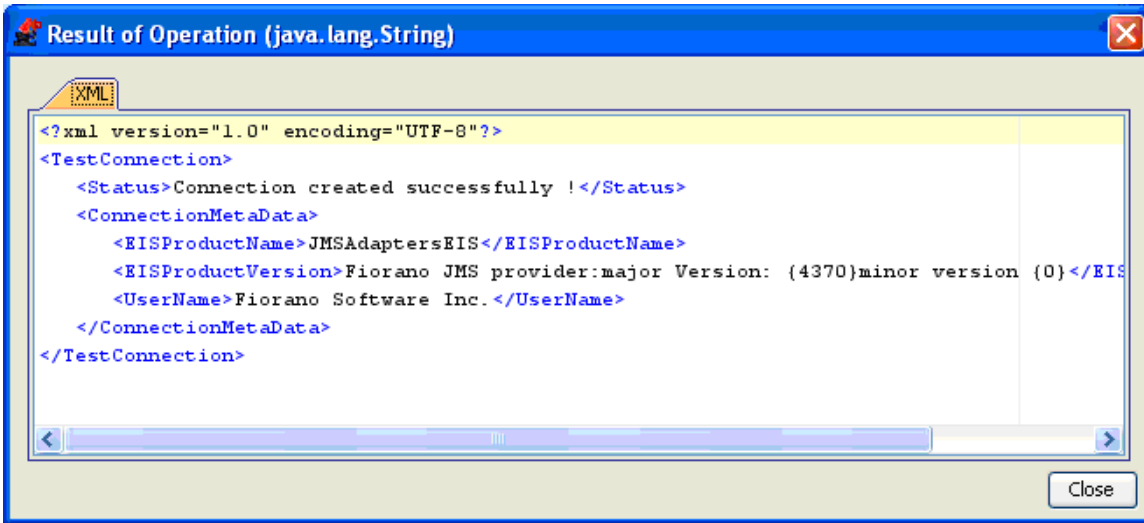 Result of Operation (java.lang.String)
XML
<?xml version="1.0" encoding="UTF-8"?>
<TestConnection>
<Status>Connection created successfully !</Status>
<ConnectionMetaData>
<EISProductName>JMSAdaptersEIS</EISProductName>
<EISProductVersion>Fiorano JMS provider:major Version: {4370}minor version {0}</EIS
<UserName>Fiorano Software Inc.</UserName>
</ConnectionMetaData>
</TestConnection>
Close